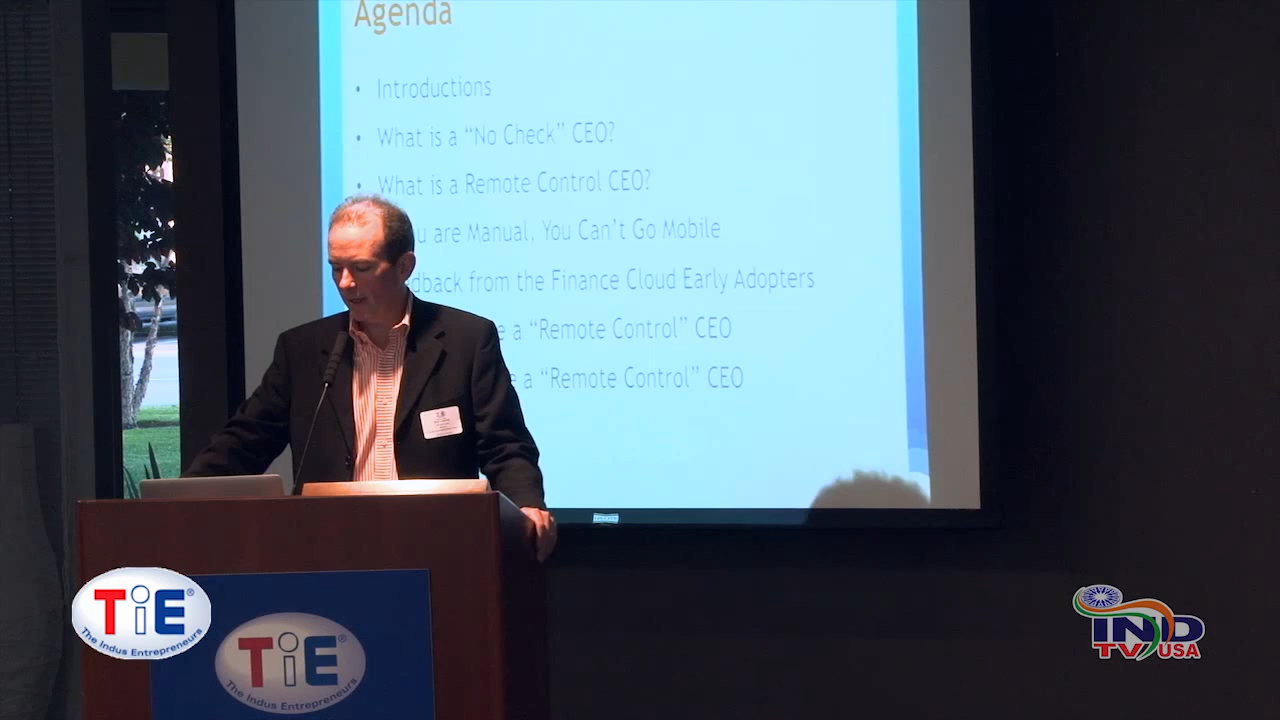 Agenda
• Introductions
• What is a “No Check” CEO?
• What is a Remote Control CEO?
u are Manual, You Can’t Go Mobile
dback from the Finance Cloud Early Adopters
e a “Remote Control” CEO
e a “Remote Control” CEO
TiE®
The Indus Entrepreneurs
TiE®
The Indus Entrepreneurs
IND
TV USA